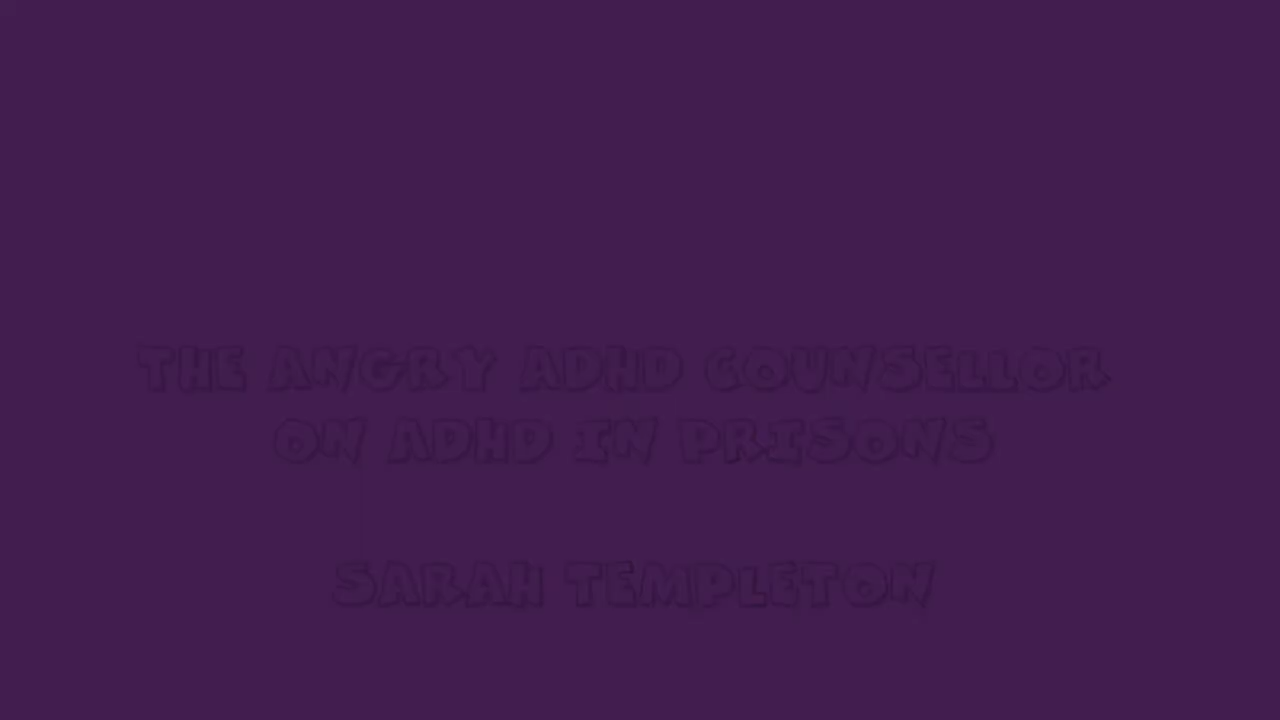 THE ANGRY ADHD COUNSELLOR
ON ADHD IN PRISONS
SARAH TEMPLETON